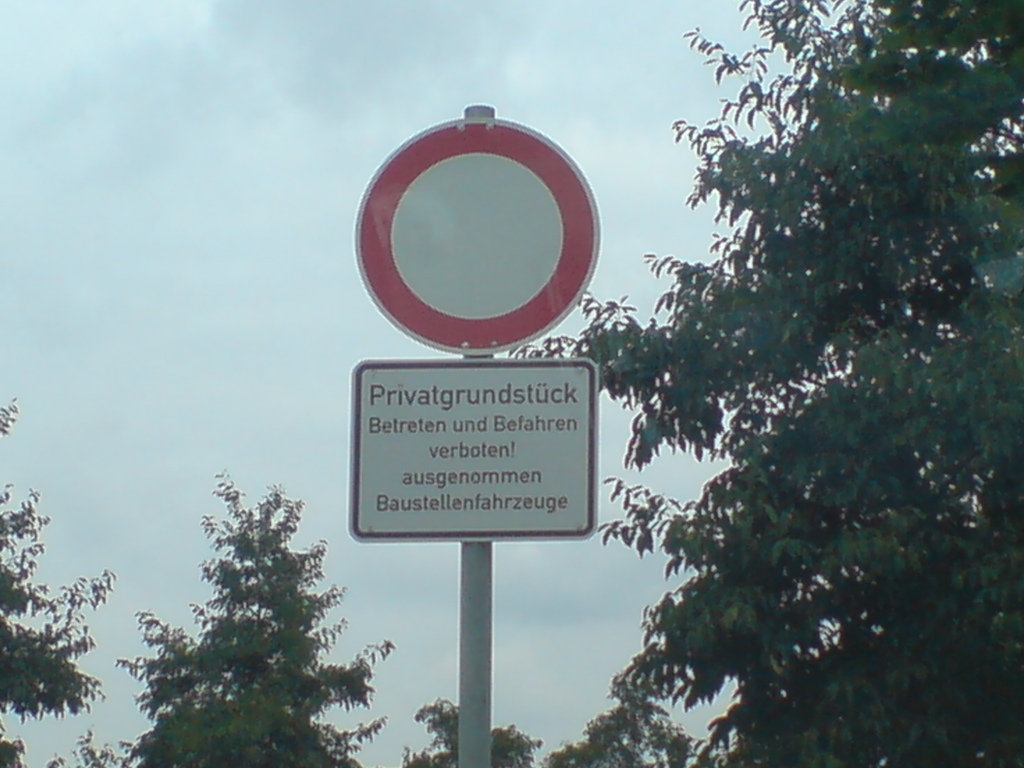 Privatgrundstück
Betreten und Befahren
verboten!
ausgenommen
Baustellenfahrzeuge